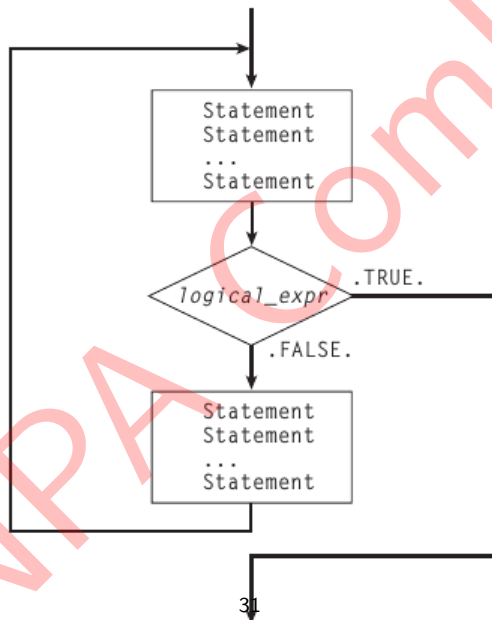 Statement
Statement
...
Statement
logical_expr
.TRUE.
.FALSE.
Statement
Statement
...
Statement
31